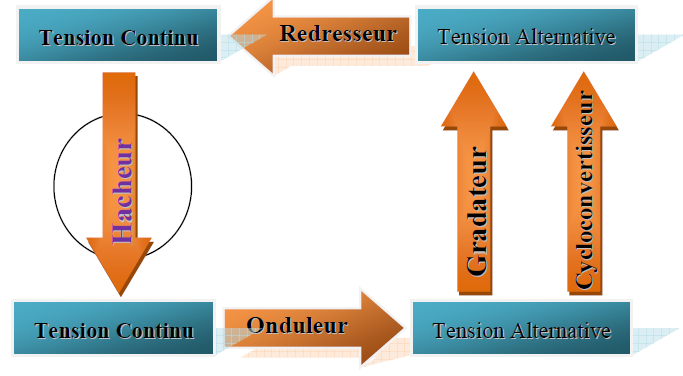 Tension Continu
Redresseur
Tension Alternative
Hacheur
Gradateur
Cycloconvertisseur
Tension Continu
Onduleur
Tension Alternative